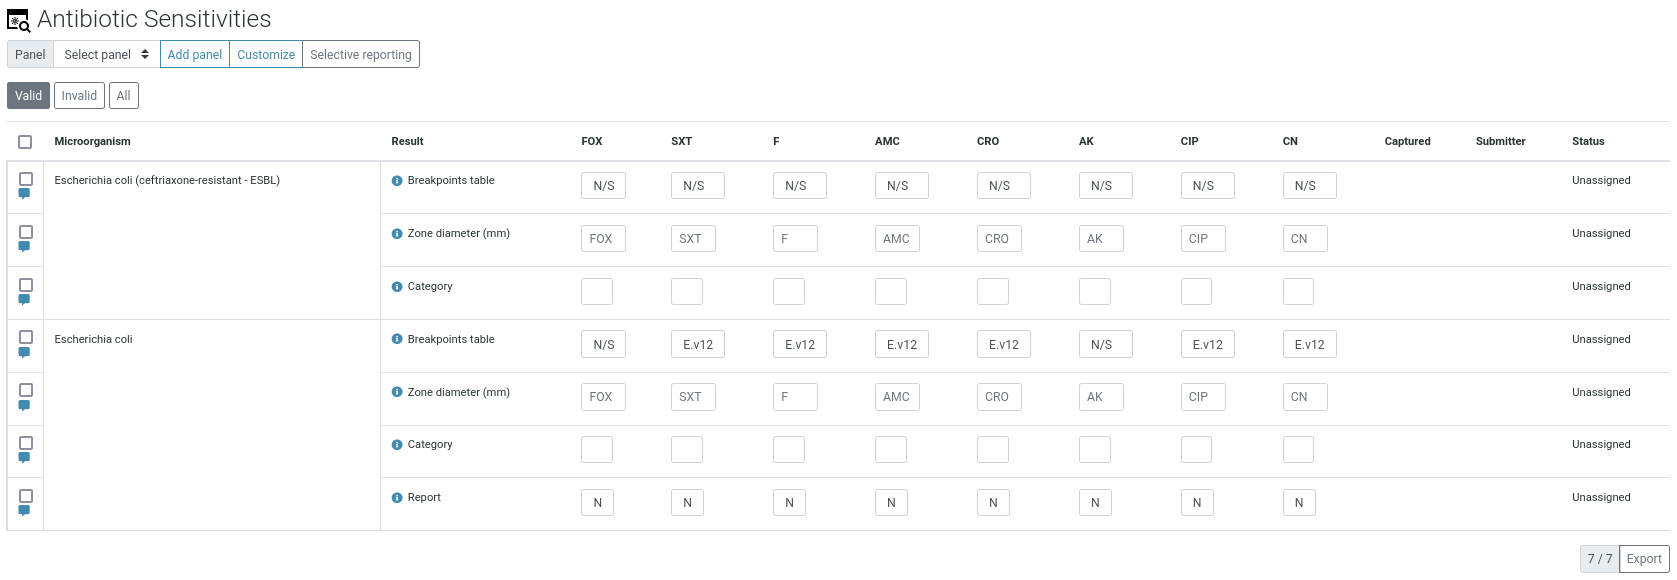 Antibiotic Sensitivities
Panel Select panel Add panel Customize Selective reporting
Valid Invalid All
Microorganism Result FOX SXT F AMC CRO AK CIP CN Captured Submitter Status
Escherichia coli (ceftriaxone-resistant - ESBL) Breakpoints table N/S N/S N/S N/S N/S N/S N/S N/S Unassigned
Zone diameter (mm) FOX SXT F AMC CRO AK CIP CN Unassigned
Category Unassigned
Escherichia coli Breakpoints table N/S E.v12 E.v12 E.v12 E.v12 N/S E.v12 E.v12 Unassigned
Zone diameter (mm) FOX SXT F AMC CRO AK CIP CN Unassigned
Category Unassigned
Report N N N N N N N N Unassigned
7 / 7 Export